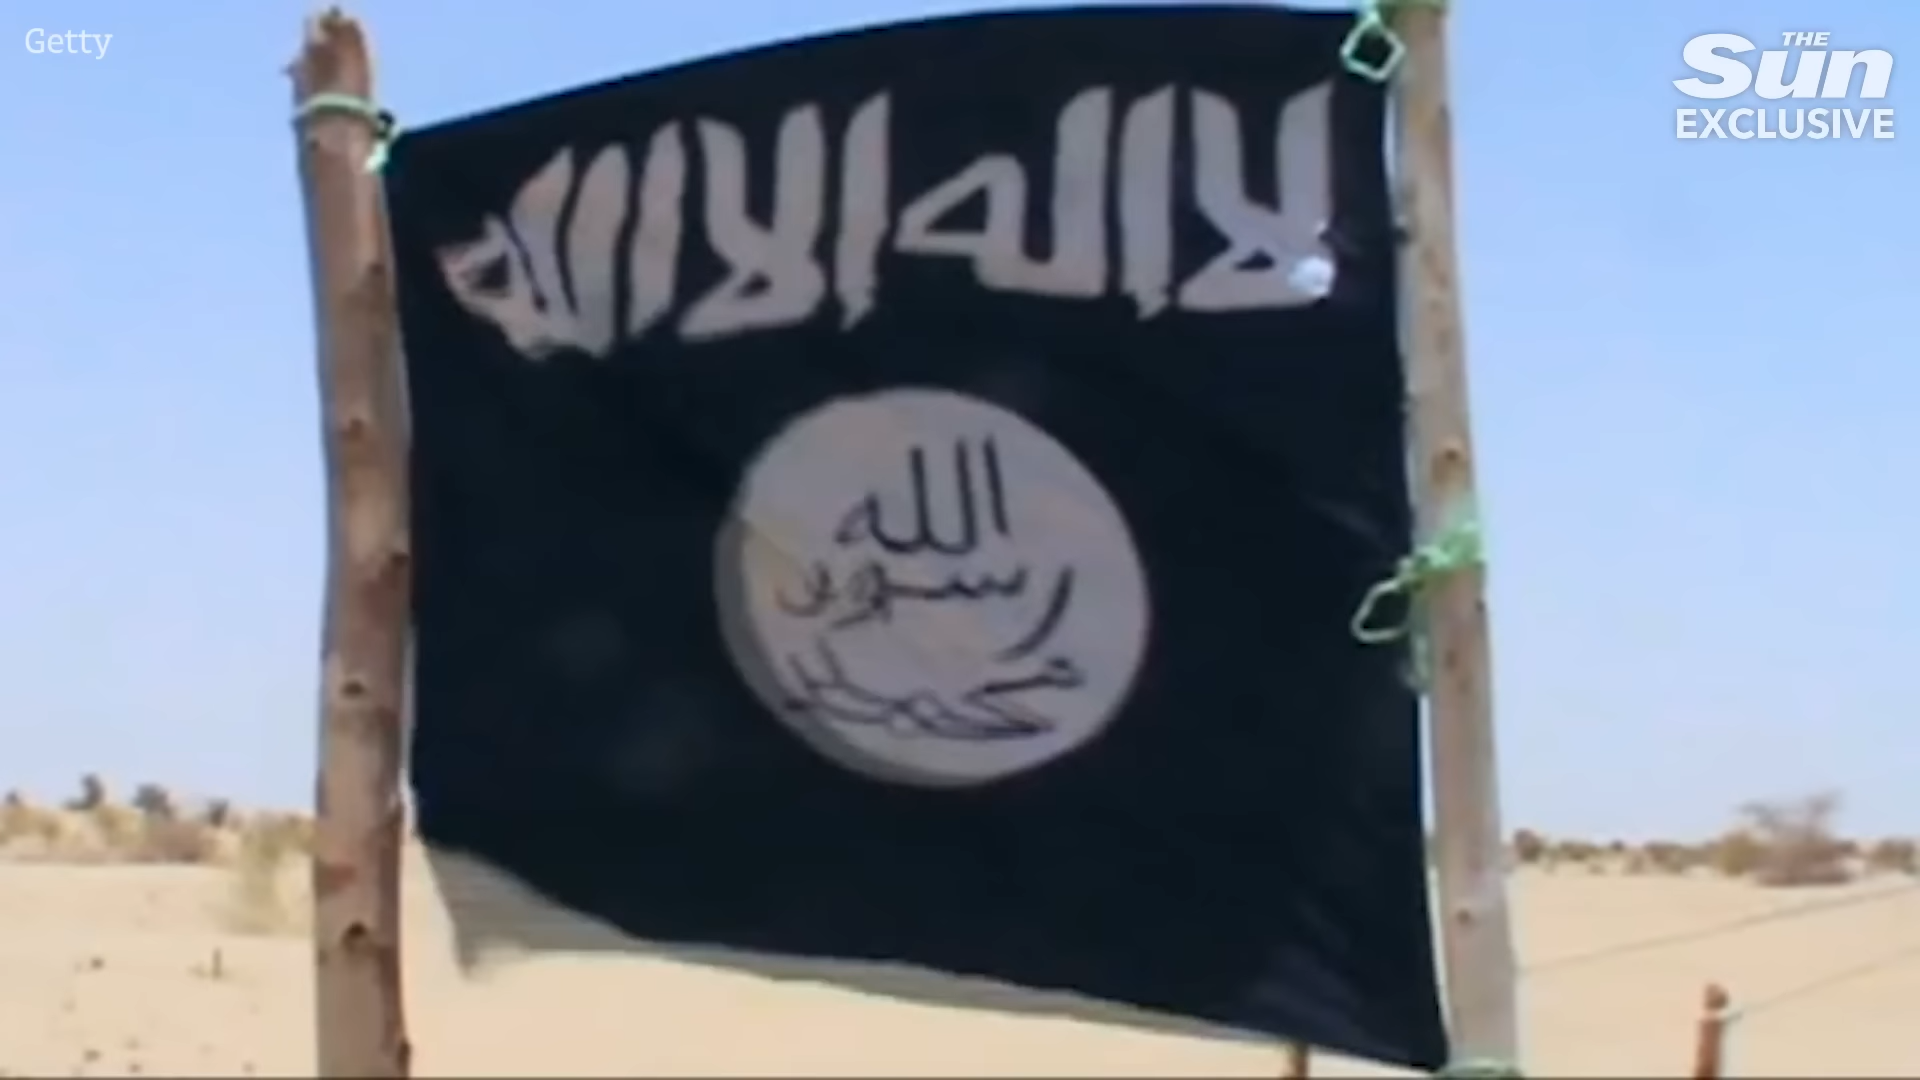 Getty
THE
Sun
EXCLUSIVE
لا اله الا الله
الله
رسول
محمد